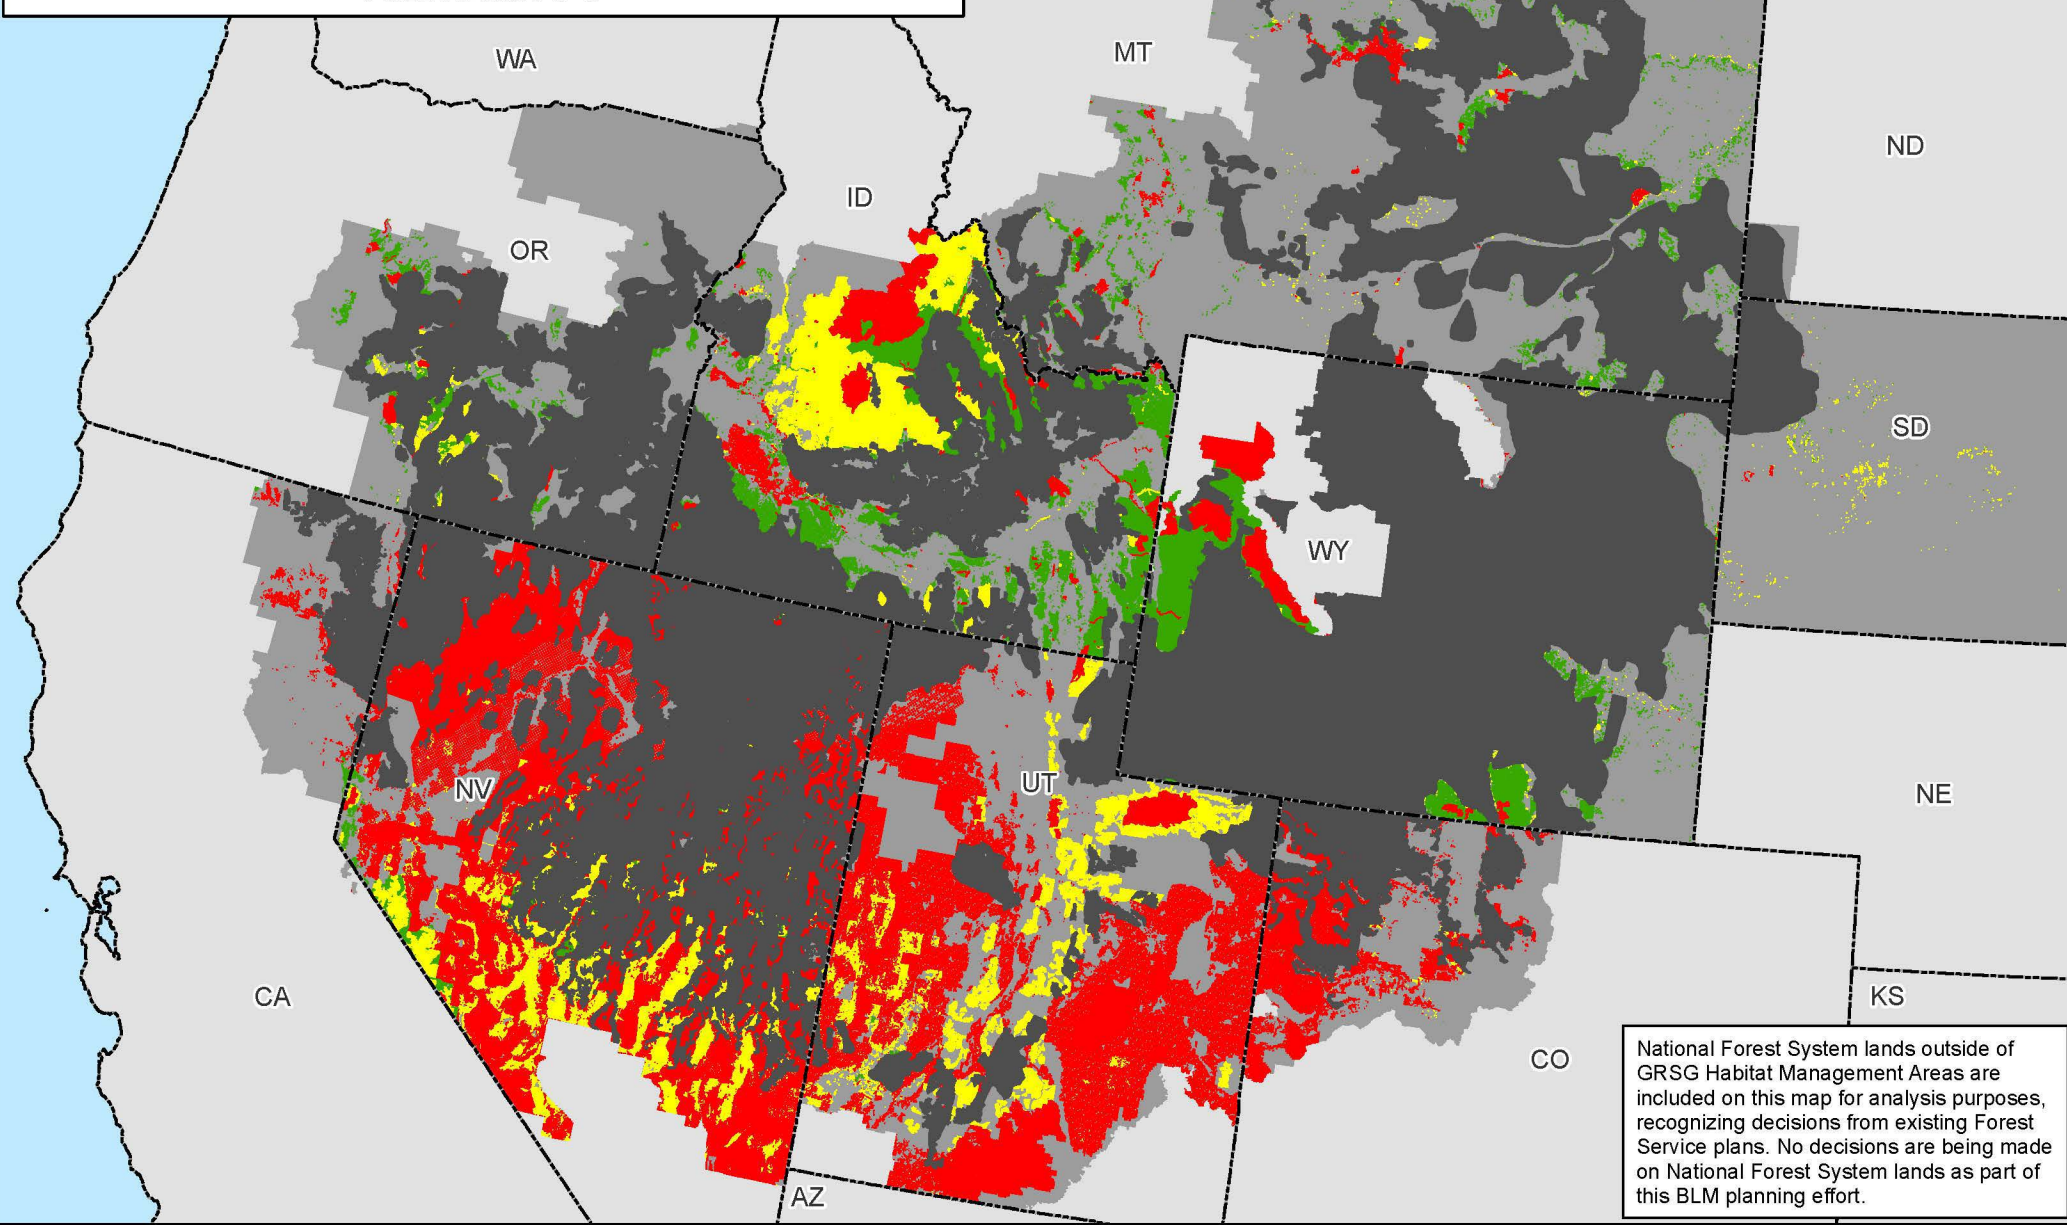 WA
MT
ND
ID
OR
SD
WY
UT
NV
NE
CA
KS
CO
AZ
National Forest System lands outside of
GRSG Habitat Management Areas are
included on this map for analysis purposes,
recognizing decisions from existing Forest
Service plans. No decisions are being made
on National Forest System lands as part of
this BLM planning effort.